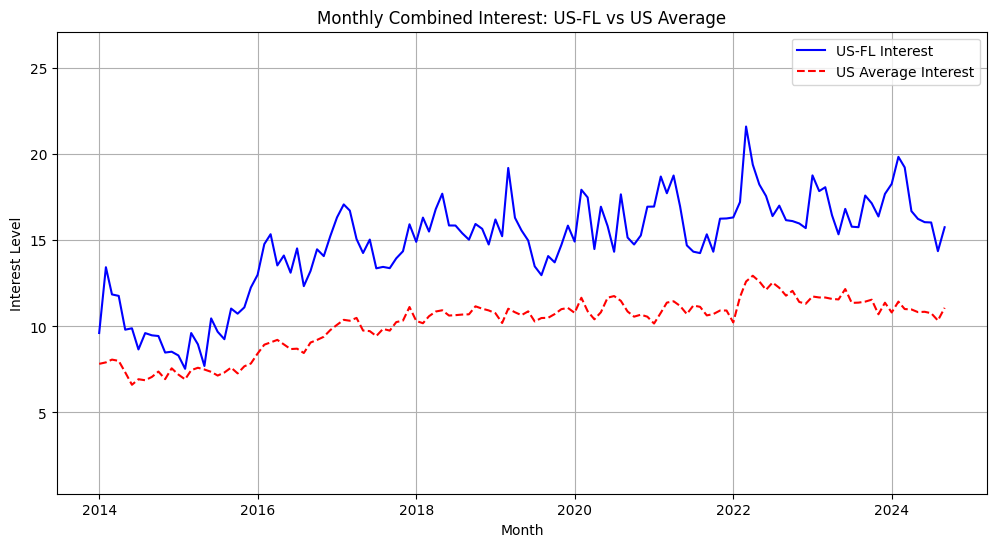 Monthly Combined Interest: US-FL vs US Average
US-FL Interest
US Average Interest
Interest Level
25
20
15
10
5
2014 2016 2018 2020 2022 2024
Month